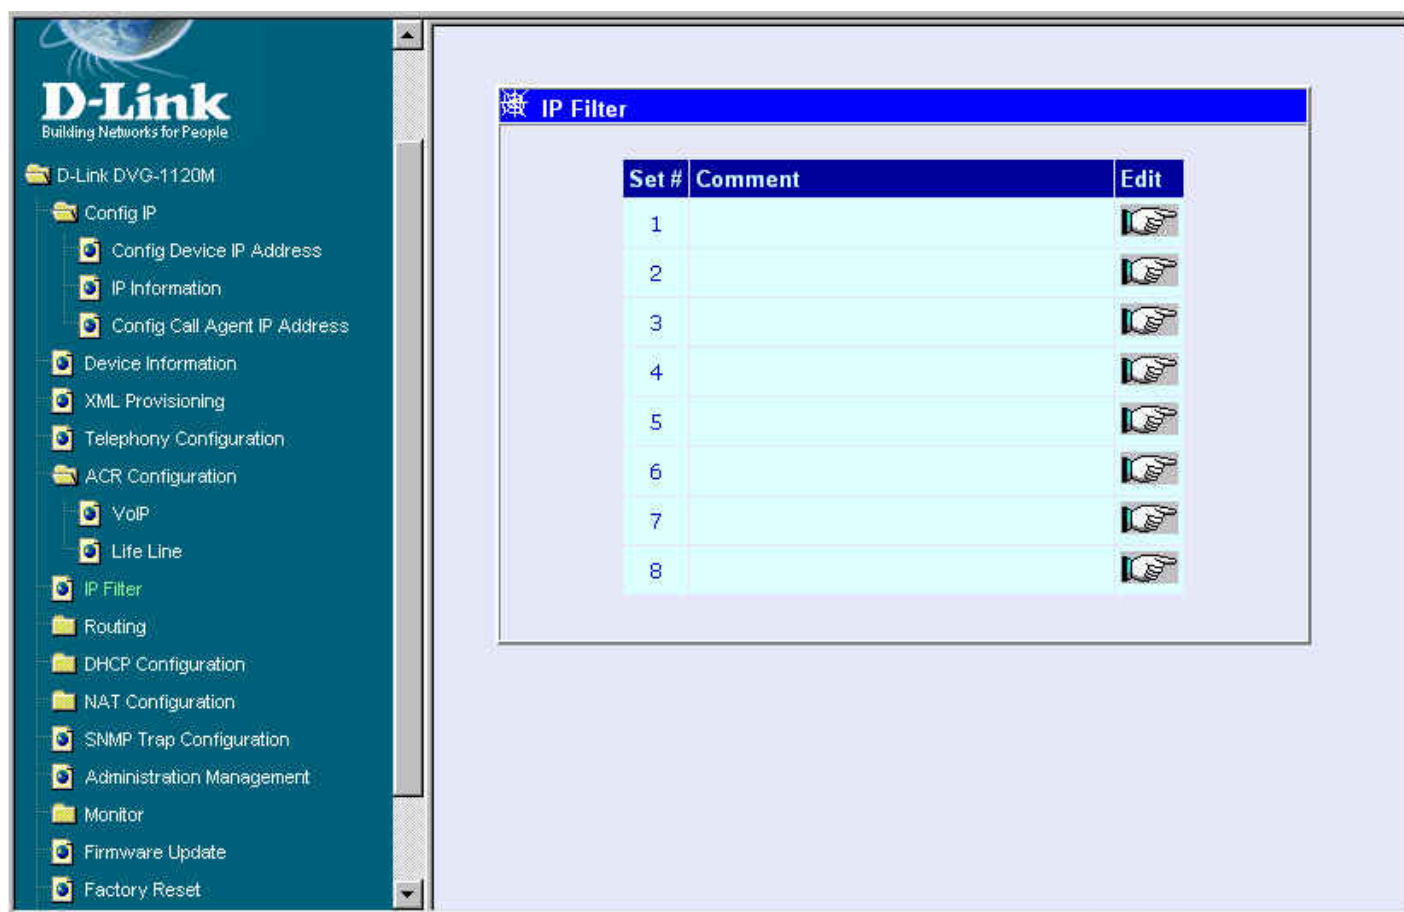 D-Link
Building Networks for People
D-Link DVG-1120M
Config IP
Config Device IP Address
IP Information
Config Call Agent IP Address
Device Information
XML Provisioning
Telephony Configuration
ACR Configuration
VoIP
Life Line
IP Filter
Routing
DHCP Configuration
NAT Configuration
SNMP Trap Configuration
Administration Management
Monitor
Firmware Update
Factory Reset
IP Filter
Set # Comment Edit
1
2
3
4
5
6
7
8